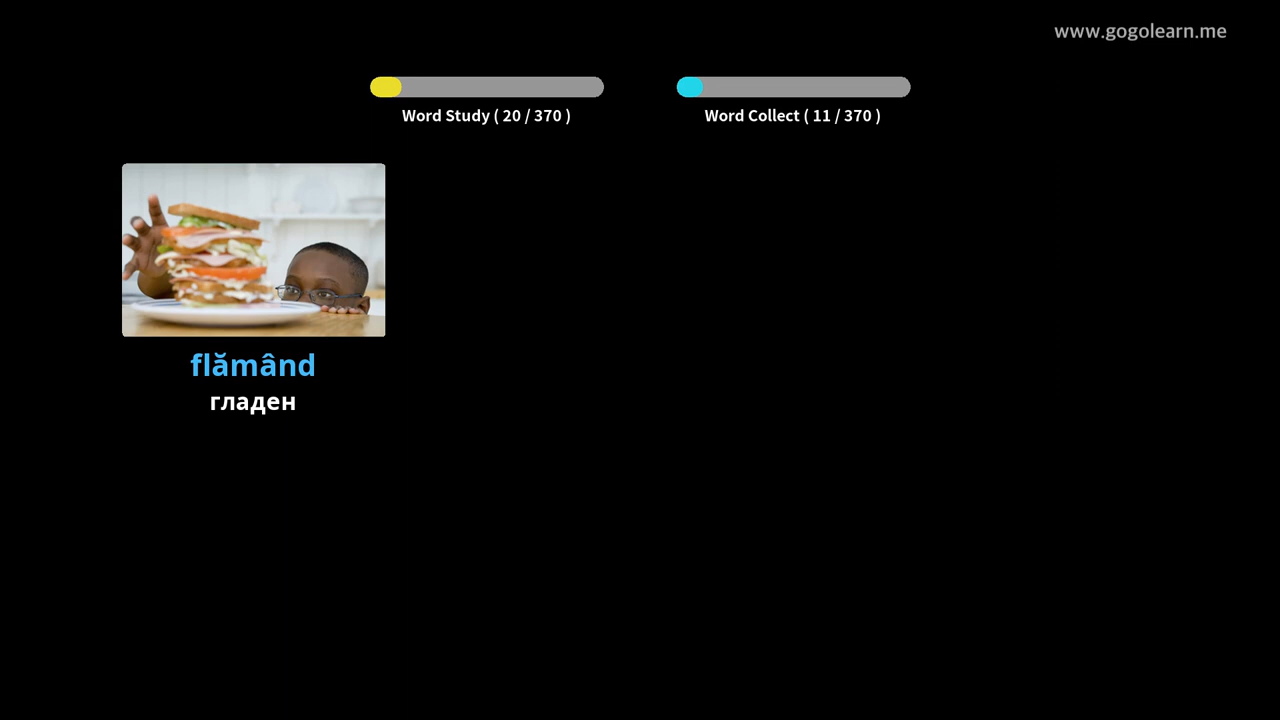 www.gogolearn.me
Word Study ( 20 / 370 )
Word Collect ( 11 / 370 )
flămând
гладен